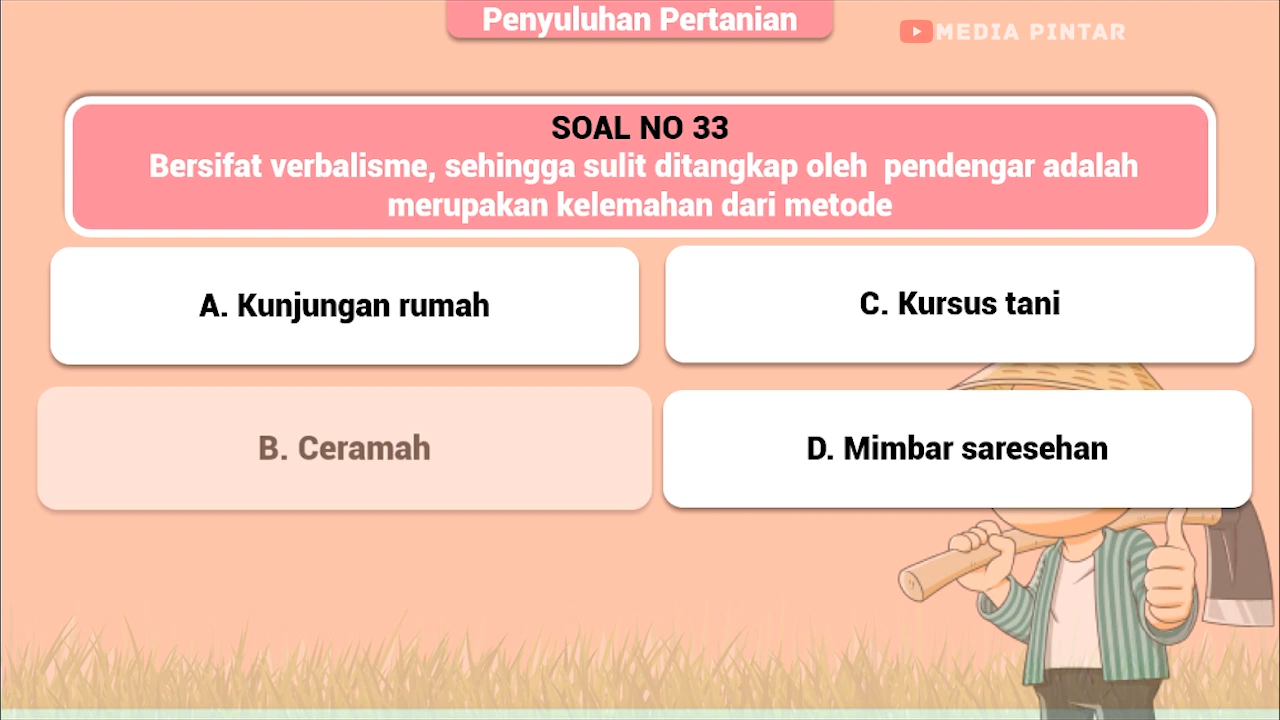 Penyuluhan Pertanian
MEDIA PINTAR
SOAL NO 33
Bersifat verbalisme, sehingga sulit ditangkap oleh pendengar adalah
merupakan kelemahan dari metode
A. Kunjungan rumah
C. Kursus tani
B. Ceramah
D. Mimbar saresehan